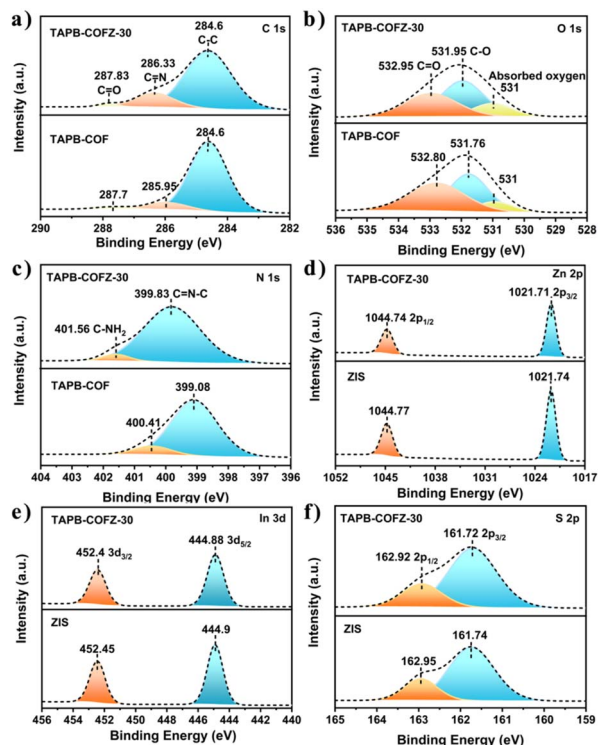 a)
C 1s
TAPB-COFZ-30
284.6
C-C
286.33
C=N
287.83
C=O
TAPB-COF
284.6
285.95
287.7
Intensity (a.u.)
290 288 286 284 282
Binding Energy (eV)
b)
O 1s
TAPB-COFZ-30
531.95 C-O
532.95 C=O
Absorbed oxygen
531
TAPB-COF
531.76
532.80
531
Intensity (a.u.)
536 535 534 533 532 531 530 529 528
Binding Energy (eV)
c)
N 1s
TAPB-COFZ-30
399.83 C=N-C
401.56 C-NH2
TAPB-COF
399.08
400.41
Intensity (a.u.)
404 403 402 401 400 399 398 397 396
Binding Energy (eV)
d)
Zn 2p
TAPB-COFZ-30
1021.71 2p3/2
1044.74 2p1/2
ZIS
1021.74
1044.77
Intensity (a.u.)
1052 1045 1038 1031 1024 1017
Binding Energy (eV)
e)
In 3d
TAPB-COFZ-30
444.88 3d5/2
452.4 3d3/2
ZIS
444.9
452.45
Intensity (a.u.)
456 454 452 450 448 446 444 442 440
Binding Energy (eV)
f)
S 2p
TAPB-COFZ-30
161.72 2p3/2
162.92 2p1/2
ZIS
161.74
162.95
Intensity (a.u.)
165 164 163 162 161 160 159
Binding Energy (eV)